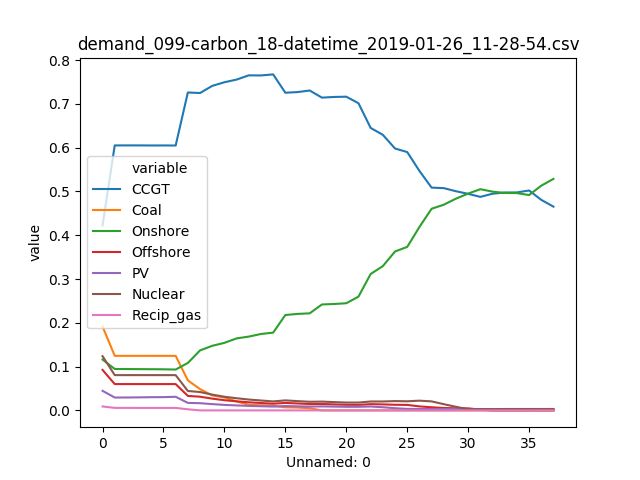 demand_099-carbon_18-datetime_2019-01-26_11-28-54.csv
0.8
0.7
0.6
0.5
0.4
0.3
0.2
0.1
0.0
value
variable
CCGT
Coal
Onshore
Offshore
PV
Nuclear
Recip_gas
0 5 10 15 20 25 30 35
Unnamed: 0